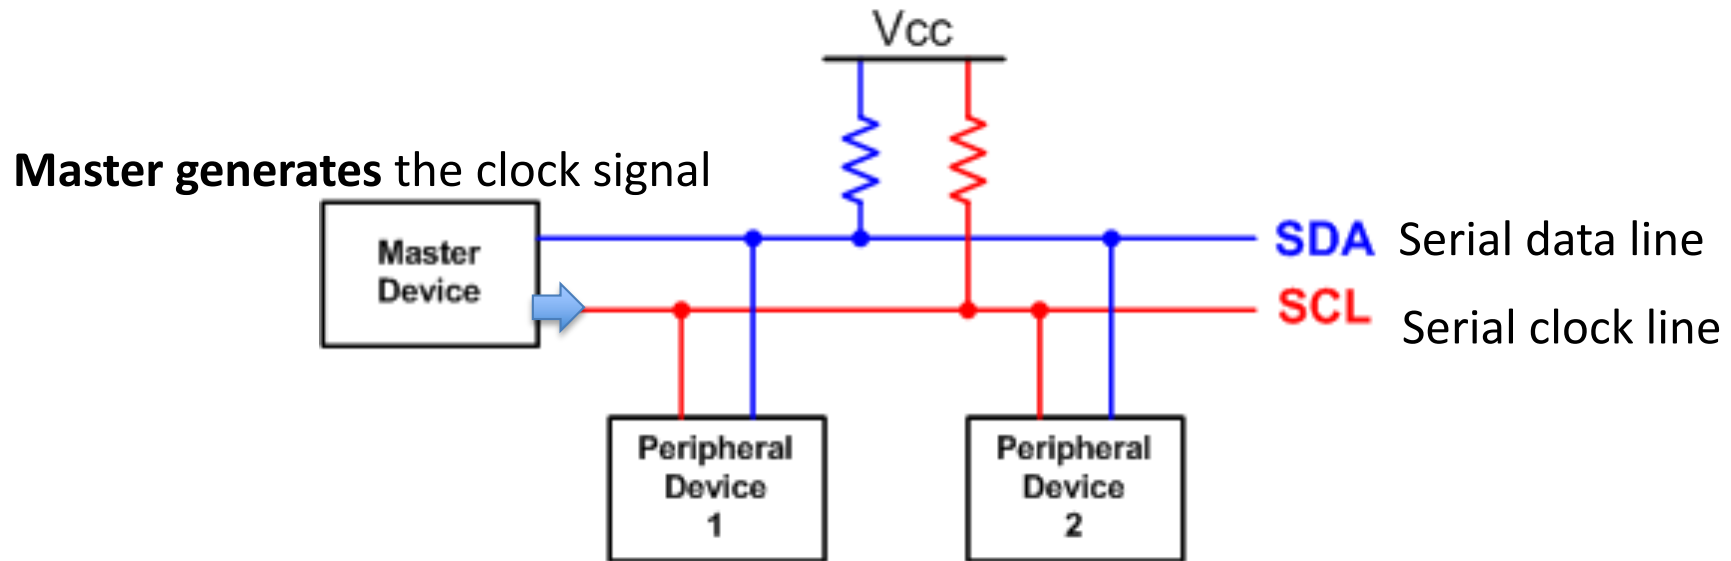 Vcc
Master generates the clock signal
Master
Device
SDA Serial data line
SCL Serial clock line
Peripheral
Device
1
Peripheral
Device
2